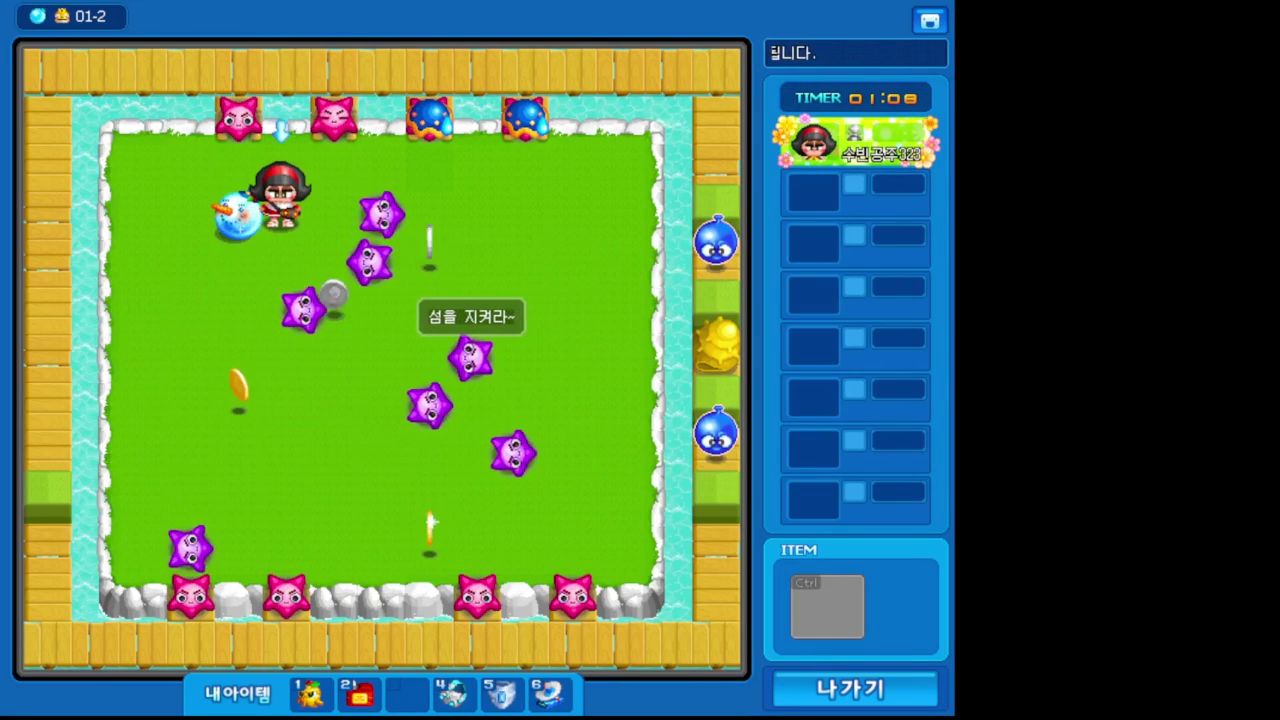 01-2
됩니다.
TIMER 01:08
수빈공주023
섬을 지켜라~
ITEM
Ctrl
내아이템
1 2 4 5 6
나가기